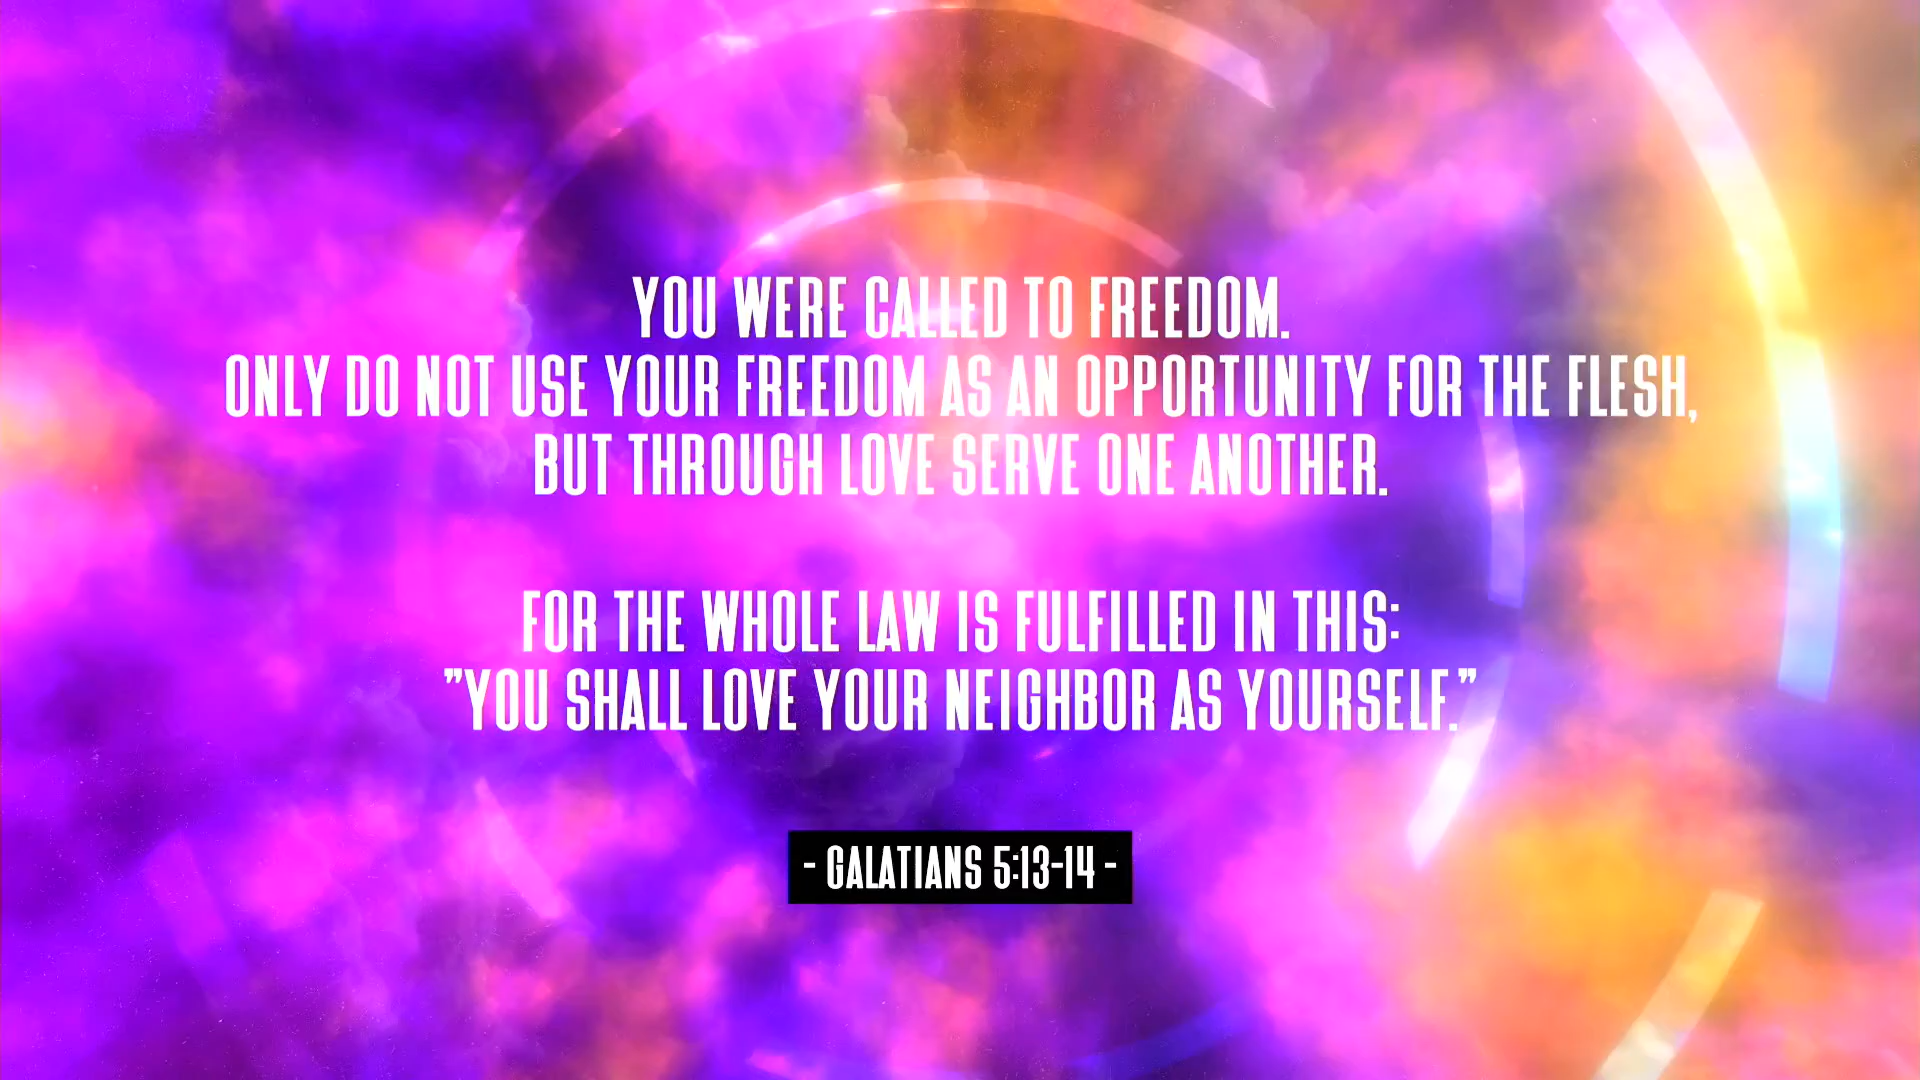 YOU WERE CALLED TO FREEDOM.
ONLY DO NOT USE YOUR FREEDOM AS AN OPPORTUNITY FOR THE FLESH,
BUT THROUGH LOVE SERVE ONE ANOTHER.
FOR THE WHOLE LAW IS FULFILLED IN THIS:
”YOU SHALL LOVE YOUR NEIGHBOR AS YOURSELF.”
- GALATIANS 5:13-14 -